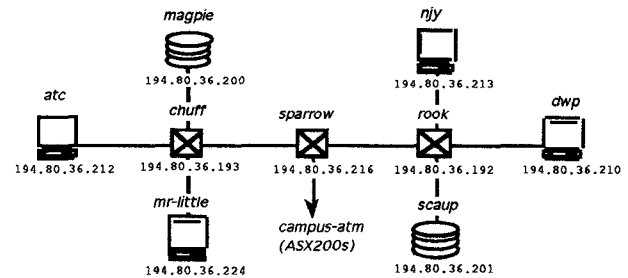 magpie
njy
194.80.36.200
194.80.36.213
atc
chuff
sparrow
rook
dwp
194.80.36.212
194.80.36.193
194.80.36.216
194.80.36.192
194.80.36.210
mr-little
campus-atm
(ASX200s)
scaup
194.80.36.224
194.80.36.201